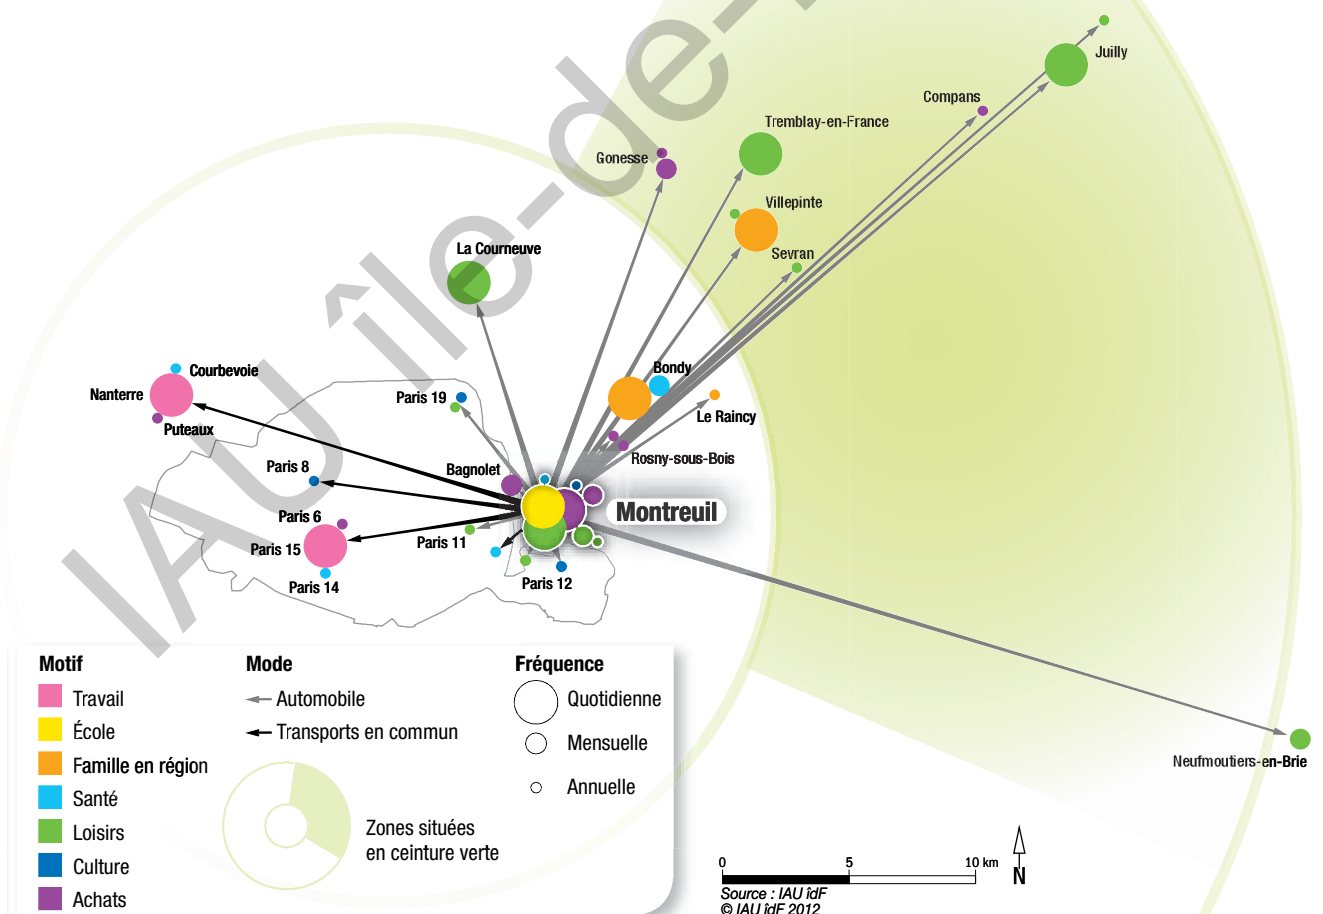 IAU île-de-
Juilly
Compans
Tremblay-en-France
Gonesse
Villepinte
La Courneuve
Sevran
Courbevoie
Bondy
Nanterre
Paris 19
Le Raincy
Puteaux
Rosny-sous-Bois
Paris 8
Bagnolet
Montreuil
Paris 6
Paris 11
Paris 15
Paris 12
Paris 14
Neufmoutiers-en-Brie
Motif
Travail
École
Famille en région
Santé
Loisirs
Culture
Achats
Mode
Automobile
Transports en commun
Zones situées
en ceinture verte
Fréquence
Quotidienne
Mensuelle
Annuelle
0 5 10 km
N
Source : IAU îdF
© IAU îdF 2012